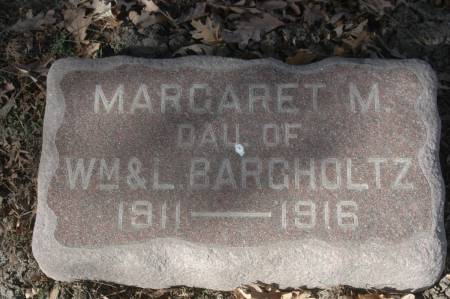 MARGARET M.
DAU. OF
WM & L. BARGHOLTZ
1911 — 1916